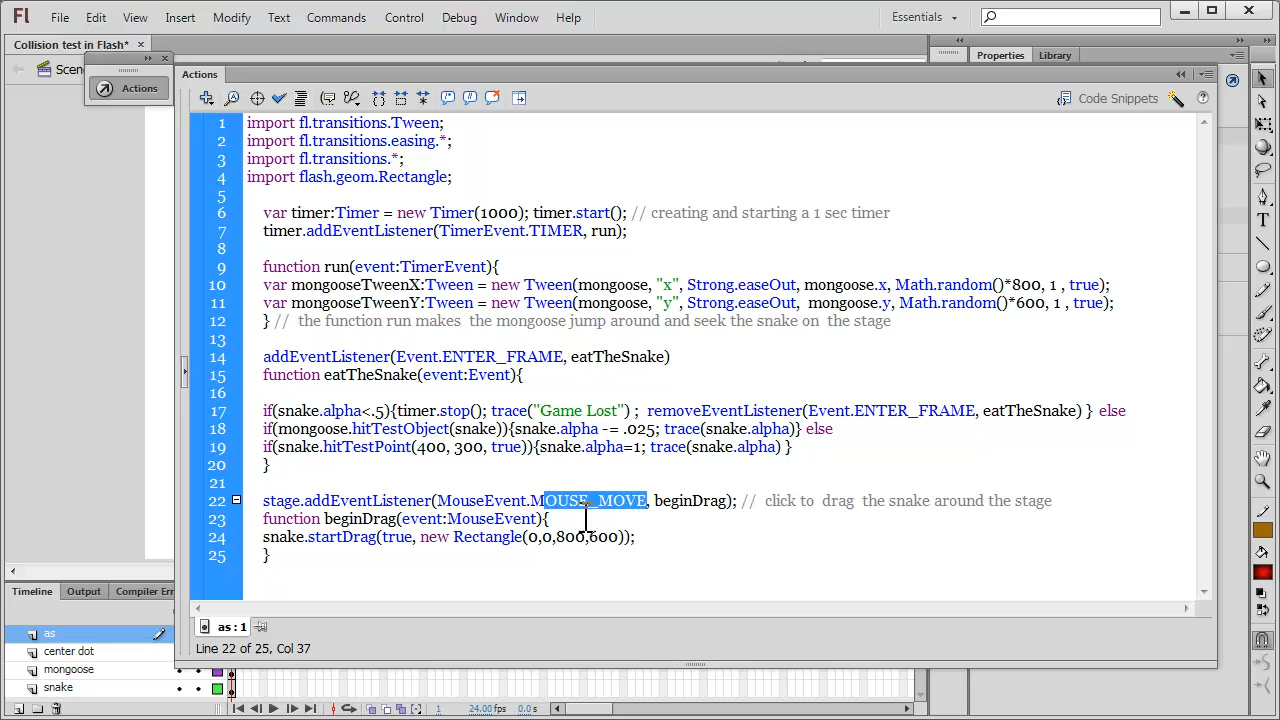 Fl File Edit View Insert Modify Text Commands Control Debug Window Help Essentials
Collision test in Flash* ×
Properties Library
Scen
Actions
Actions
Code Snippets
1 import fl.transitions.Tween;
2 import fl.transitions.easing.*;
3 import fl.transitions.*;
4 import flash.geom.Rectangle;
5
6 var timer:Timer = new Timer(1000); timer.start(); // creating and starting a 1 sec timer
7 timer.addEventListener(TimerEvent.TIMER, run);
8
9 function run(event:TimerEvent){
10 var mongooseTweenX:Tween = new Tween(mongoose, "x", Strong.easeOut, mongoose.x, Math.random()*800, 1 , true);
11 var mongooseTweenY:Tween = new Tween(mongoose, "y", Strong.easeOut, mongoose.y, Math.random()*600, 1 , true);
12 } // the function run makes the mongoose jump around and seek the snake on the stage
13
14 addEventListener(Event.ENTER_FRAME, eatTheSnake)
15 function eatTheSnake(event:Event){
16
17 if(snake.alpha<.5){timer.stop(); trace("Game Lost") ; removeEventListener(Event.ENTER_FRAME, eatTheSnake) } else
18 if(mongoose.hitTestObject(snake)){snake.alpha -= .025; trace(snake.alpha)} else
19 if(snake.hitTestPoint(400, 300, true)){snake.alpha=1; trace(snake.alpha) }
20 }
21
22 stage.addEventListener(MouseEvent.MOUSE_MOVE, beginDrag); // click to drag the snake around the stage
23 function beginDrag(event:MouseEvent){
24 snake.startDrag(true, new Rectangle(0,0,800,600));
25 }
as : 1
Line 22 of 25, Col 37
Timeline Output Compiler Err
as
center dot
mongoose
snake
1 24.00 fps 0.0 s